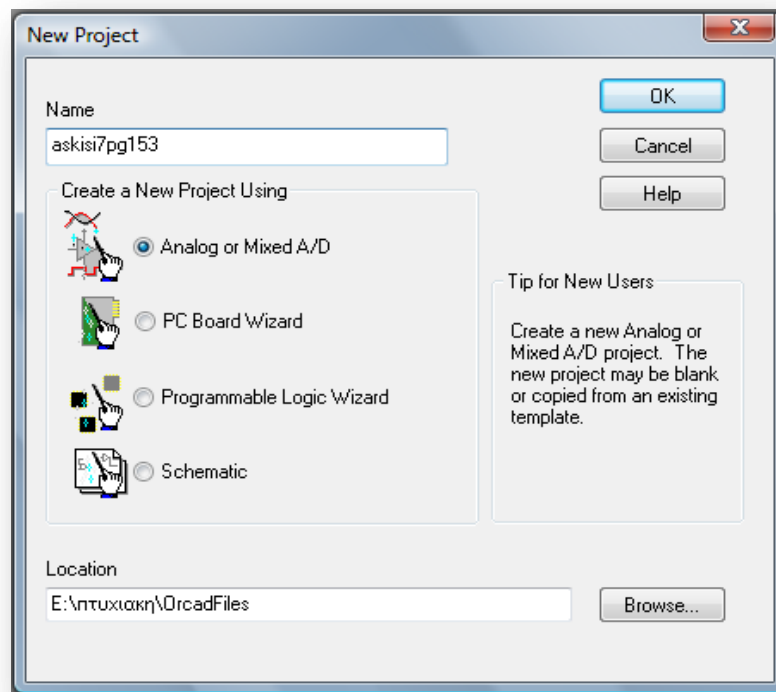 New Project
Name
askisi7pg153
OK
Cancel
Help
Create a New Project Using
Analog or Mixed A/D
PC Board Wizard
Programmable Logic Wizard
Schematic
Tip for New Users
Create a new Analog or
Mixed A/D project. The
new project may be blank
or copied from an existing
template.
Location
E:\πτυχιακη\OrcadFiles
Browse...